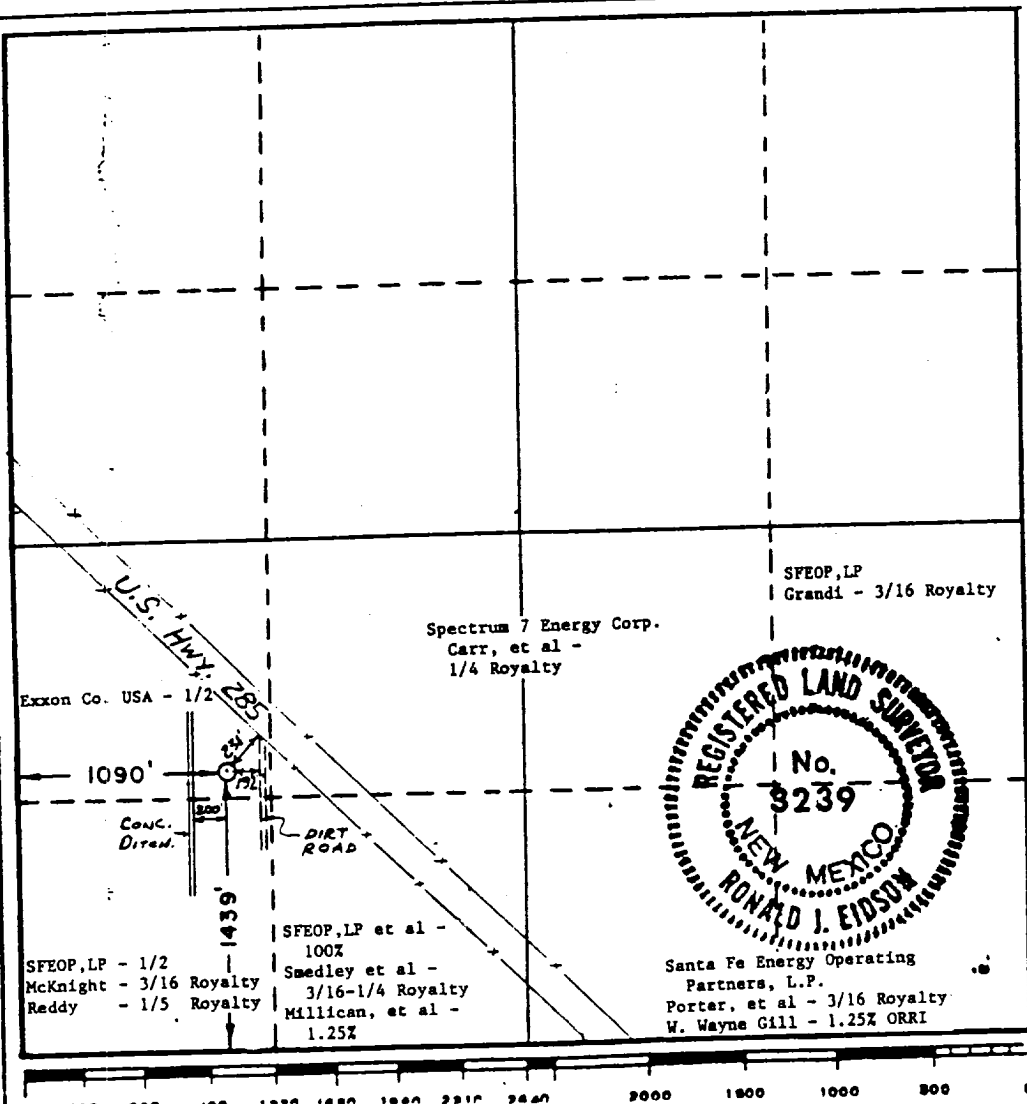 SFEOP,LP
Grandi - 3/16 Royalty
Spectrum 7 Energy Corp.
Carr, et al -
1/4 Royalty
U.S. HWY. 285
Exxon Co. USA - 1/2
1090'
192
CONC.
DITCH.
DIRT
ROAD
1439'
REGISTERED LAND SURVEYOR
No.
3239
NEW MEXICO
RONALD J. EIDSON
SFEOP,LP - 1/2
McKnight - 3/16 Royalty
Reddy - 1/5 Royalty
SFEOP,LP et al -
100%
Smedley et al -
3/16-1/4 Royalty
Millican, et al -
1.25%
Santa Fe Energy Operating
Partners, L.P.
Porter, et al - 3/16 Royalty
W. Wayne Gill - 1.25% ORRI
1650 2310 2640 2000 1000